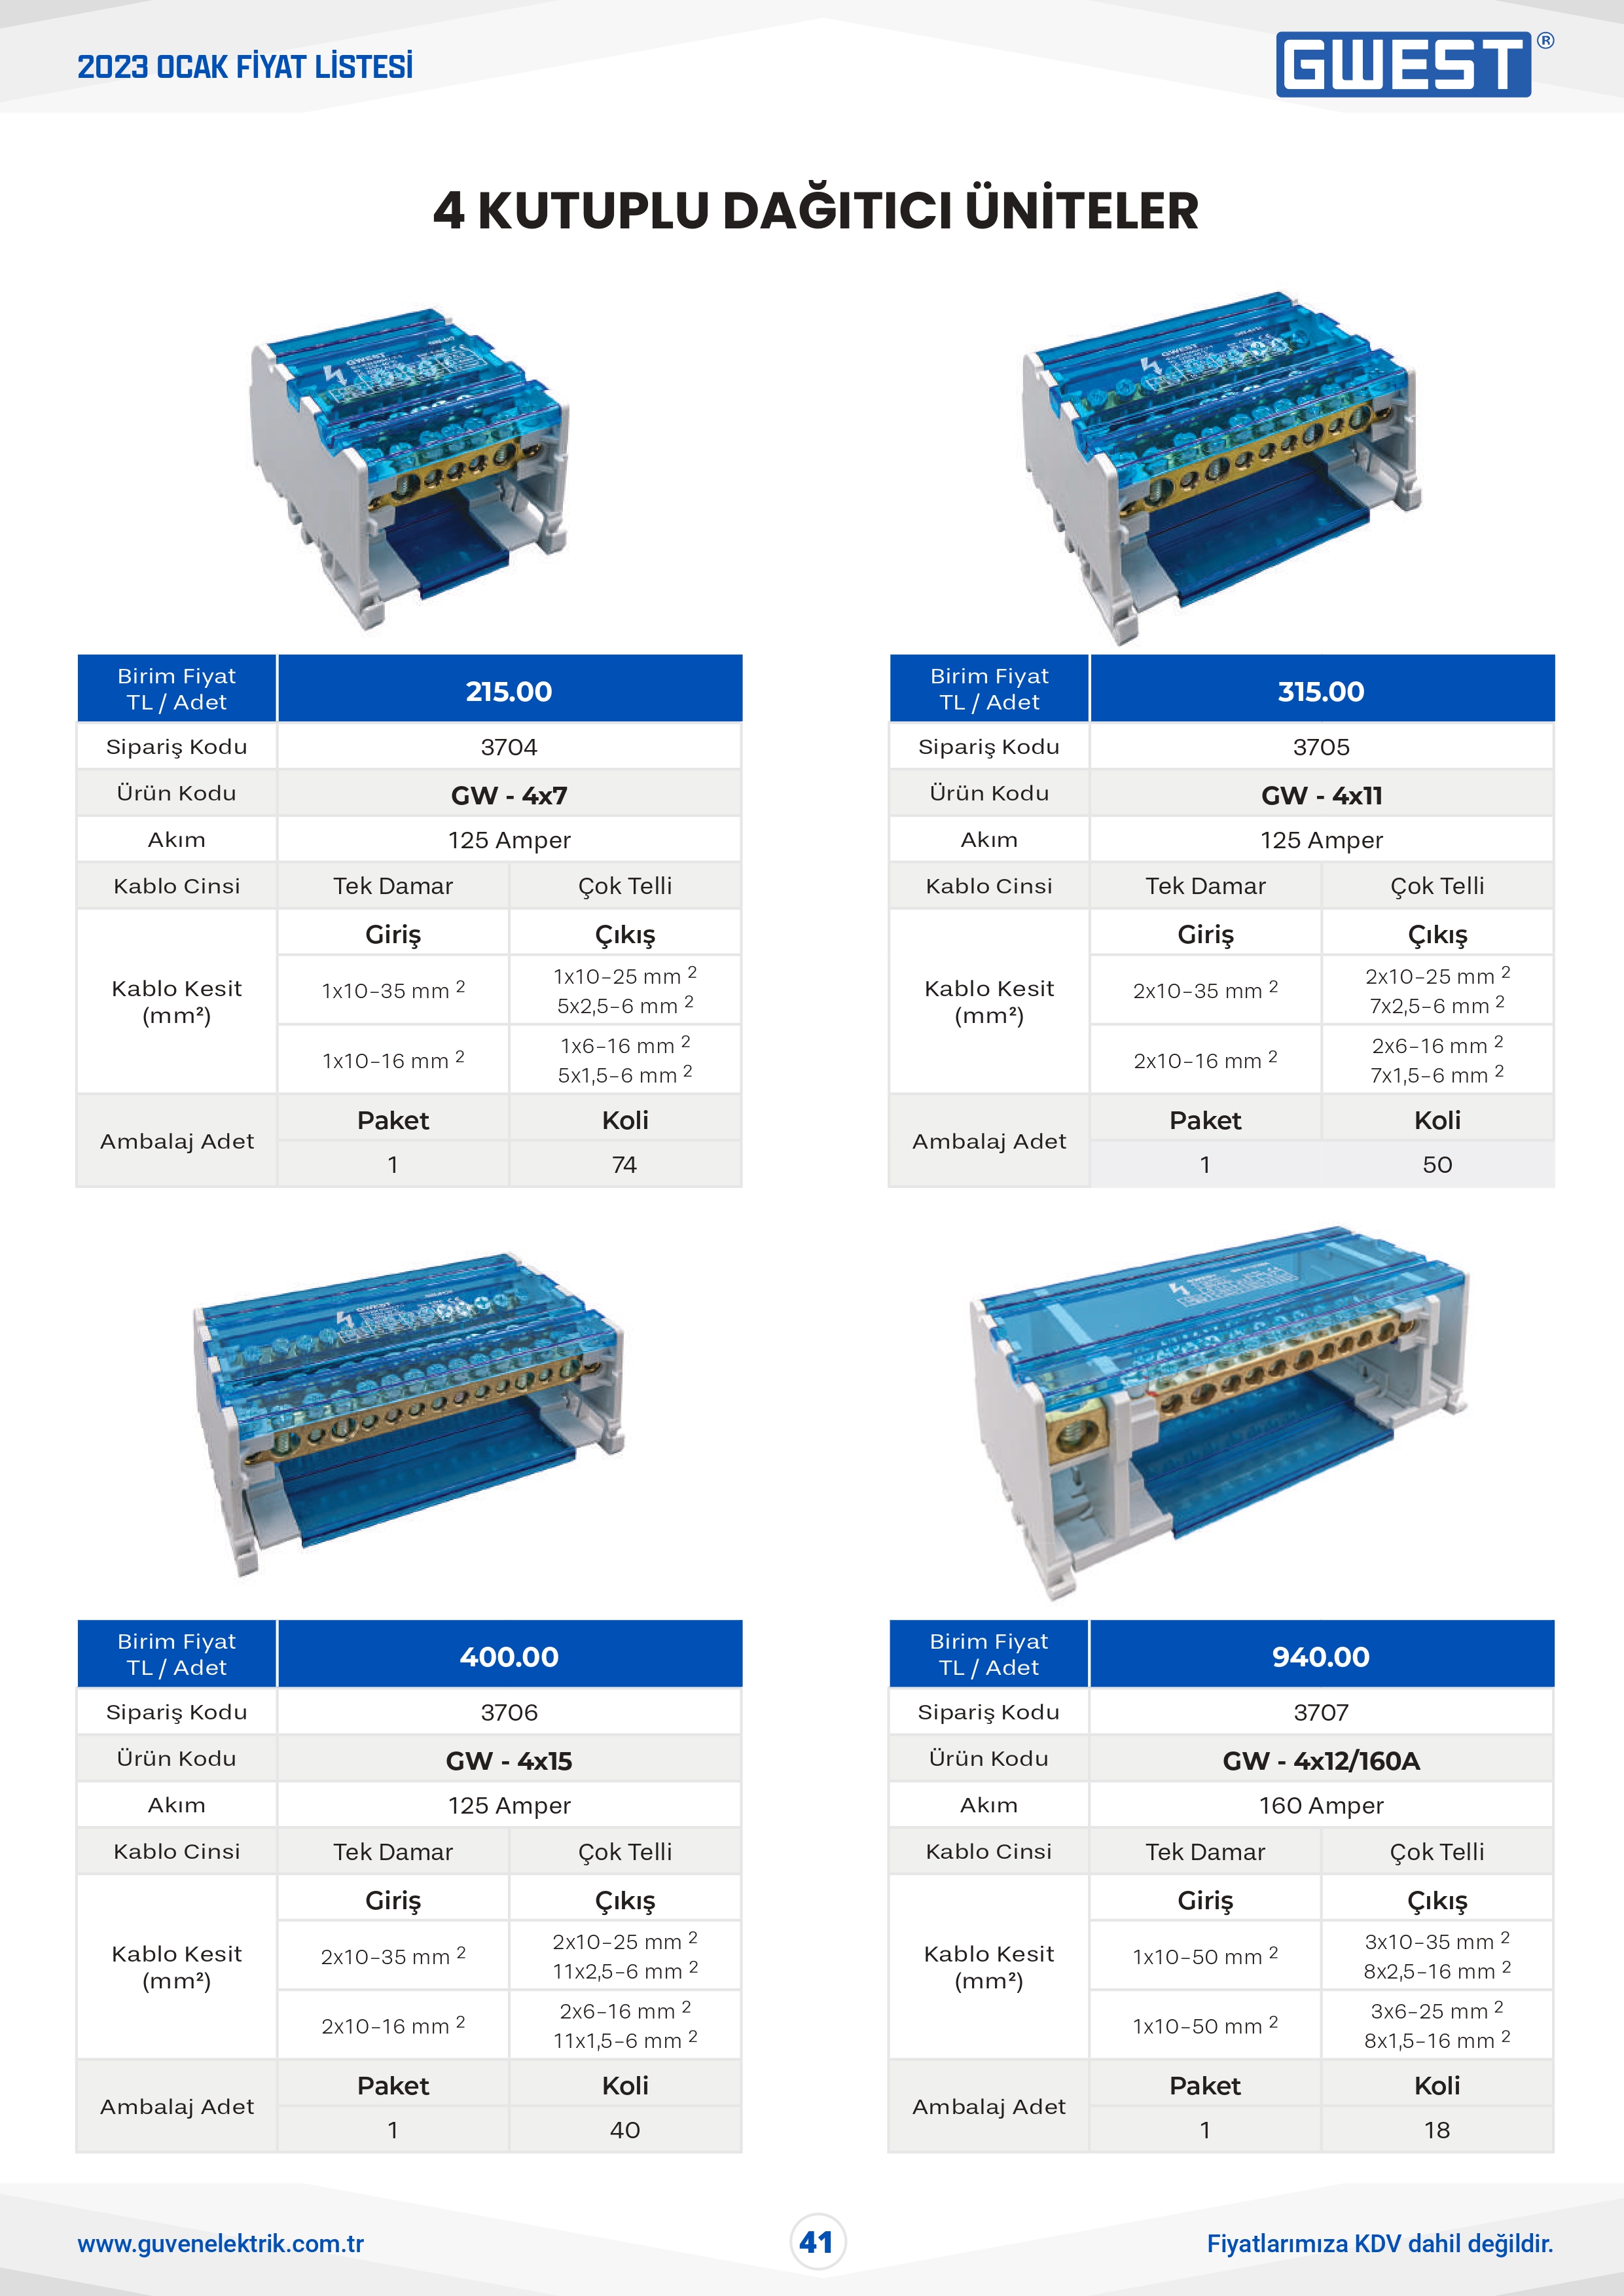 2023 OCAK FİYAT LİSTESİ
GWEST®
4 KUTUPLU DAĞITICI ÜNİTELER
GWEST
GWEST
Birim Fiyat
TL / Adet
215.00
Sipariş Kodu
3704
Ürün Kodu
GW - 4x7
Akım
125 Amper
Kablo Cinsi
Tek Damar
Çok Telli
Kablo Kesit
(mm²)
Giriş
Çıkış
1x10-35 mm ²
1x10-25 mm ²
5x2,5-6 mm ²
1x10-16 mm ²
1x6-16 mm ²
5x1,5-6 mm ²
Ambalaj Adet
Paket
Koli
1
74
Birim Fiyat
TL / Adet
315.00
Sipariş Kodu
3705
Ürün Kodu
GW - 4x11
Akım
125 Amper
Kablo Cinsi
Tek Damar
Çok Telli
Kablo Kesit
(mm²)
Giriş
Çıkış
2x10-35 mm ²
2x10-25 mm ²
7x2,5-6 mm ²
2x10-16 mm ²
2x6-16 mm ²
7x1,5-6 mm ²
Ambalaj Adet
Paket
Koli
1
50
GWEST
Birim Fiyat
TL / Adet
400.00
Sipariş Kodu
3706
Ürün Kodu
GW - 4x15
Akım
125 Amper
Kablo Cinsi
Tek Damar
Çok Telli
Kablo Kesit
(mm²)
Giriş
Çıkış
2x10-35 mm ²
2x10-25 mm ²
11x2,5-6 mm ²
2x10-16 mm ²
2x6-16 mm ²
11x1,5-6 mm ²
Ambalaj Adet
Paket
Koli
1
40
Birim Fiyat
TL / Adet
940.00
Sipariş Kodu
3707
Ürün Kodu
GW - 4x12/160A
Akım
160 Amper
Kablo Cinsi
Tek Damar
Çok Telli
Kablo Kesit
(mm²)
Giriş
Çıkış
1x10-50 mm ²
3x10-35 mm ²
8x2,5-16 mm ²
1x10-50 mm ²
3x6-25 mm ²
8x1,5-16 mm ²
Ambalaj Adet
Paket
Koli
1
18
www.guvenelektrik.com.tr
41
Fiyatlarımıza KDV dahil değildir.